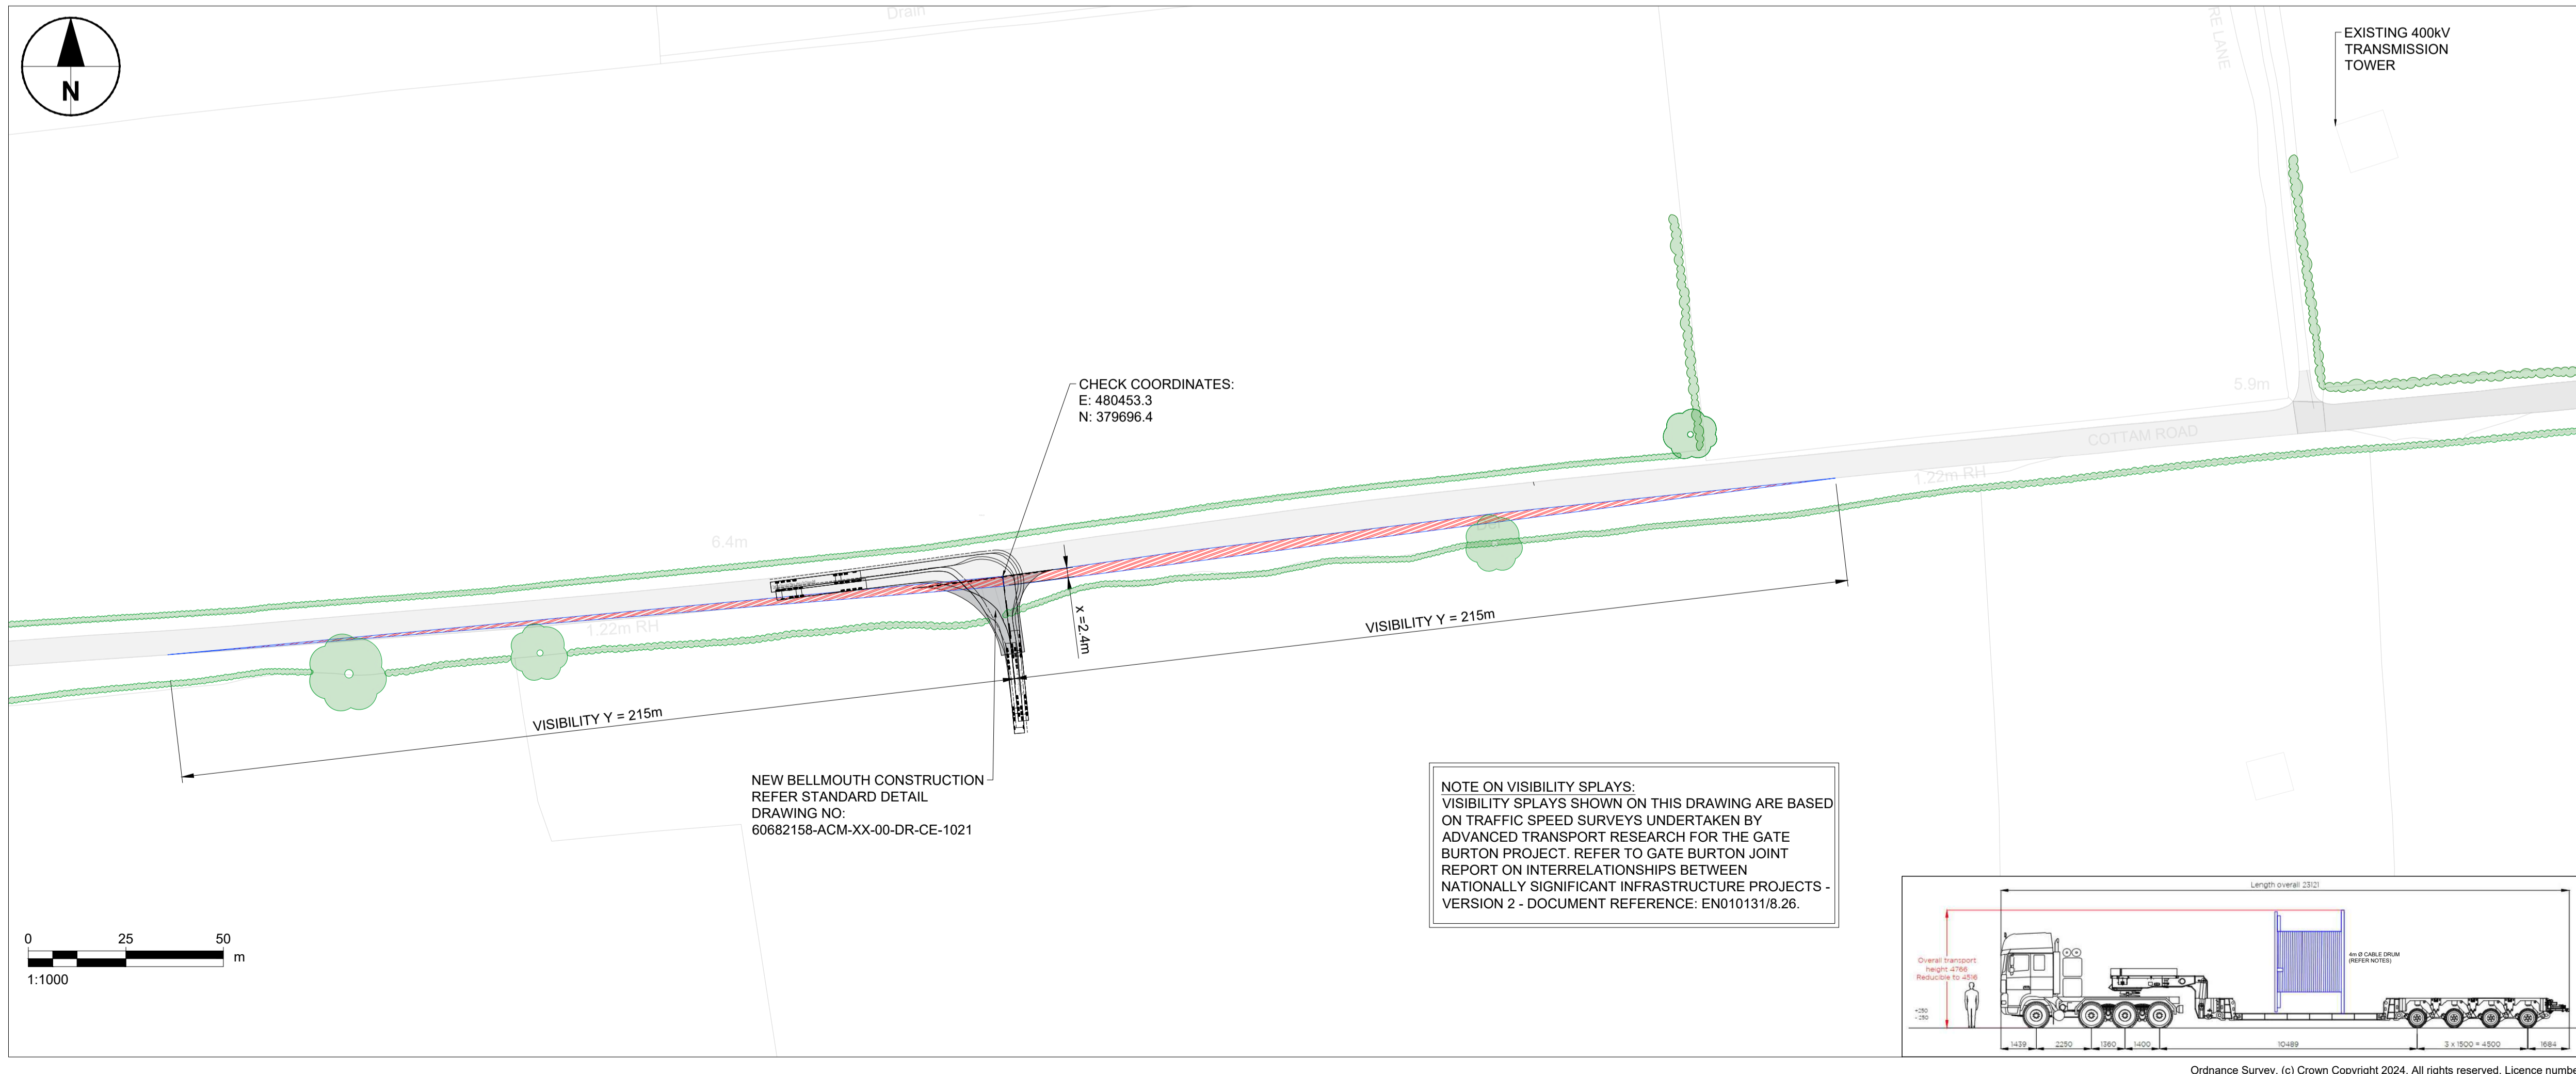 Drain
RE LANE
EXISTING 400kV
TRANSMISSION
TOWER
N
CHECK COORDINATES:
E: 480453.3
N: 379696.4
5.9m
COTTAM ROAD
1.22m RH
6.4m
1.22m RH
x =2.4m
VISIBILITY Y = 215m
VISIBILITY Y = 215m
NEW BELLMOUTH CONSTRUCTION
REFER STANDARD DETAIL
DRAWING NO:
60682158-ACM-XX-00-DR-CE-1021
NOTE ON VISIBILITY SPLAYS:
VISIBILITY SPLAYS SHOWN ON THIS DRAWING ARE BASED
ON TRAFFIC SPEED SURVEYS UNDERTAKEN BY
ADVANCED TRANSPORT RESEARCH FOR THE GATE
BURTON PROJECT. REFER TO GATE BURTON JOINT
REPORT ON INTERRELATIONSHIPS BETWEEN
NATIONALLY SIGNIFICANT INFRASTRUCTURE PROJECTS -
VERSION 2 - DOCUMENT REFERENCE: EN010131/8.26.
0 25 50
m
1:1000
Length overall 23121
Overall transport
height 4766
Reducible to 4516
4m Ø CABLE DRUM
(REFER NOTES)
+250
- 250
1439 2250 1360 1400 10489 3 x 1500 = 4500 1684
Ordnance Survey, (c) Crown Copyright 2024. All rights reserved. Licence numbe